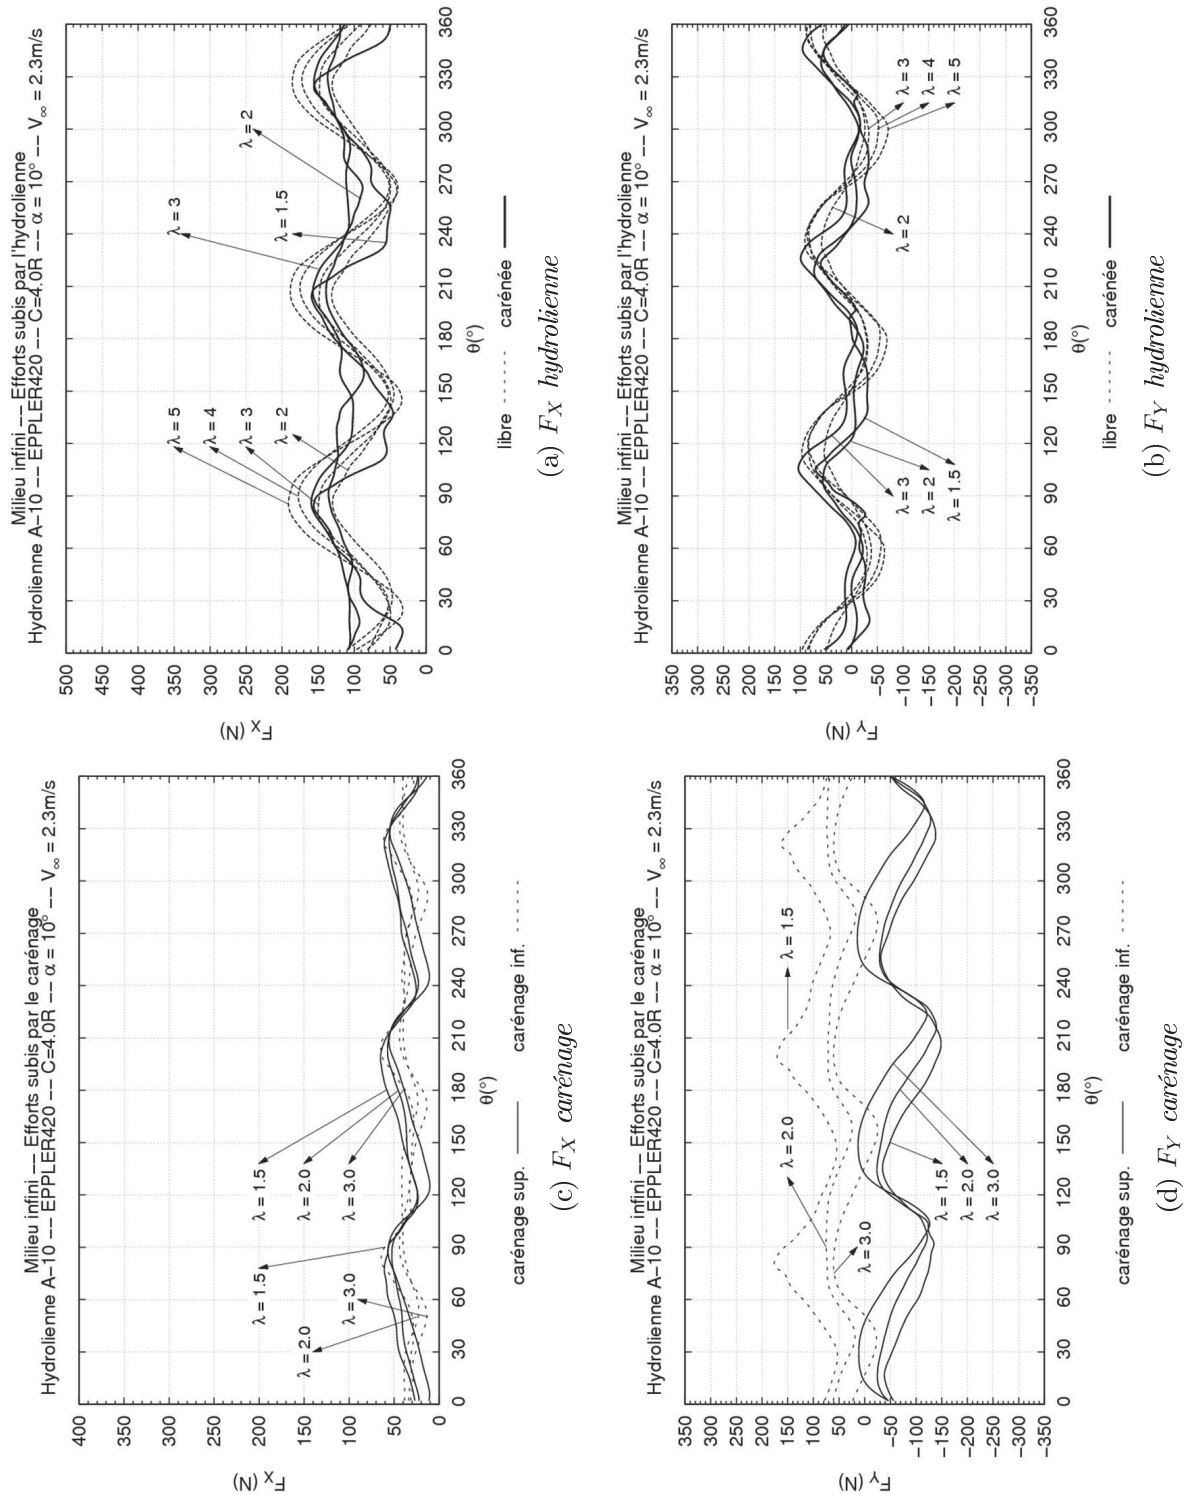 Milieu infini −−− Efforts subis par l'hydrolienne
Hydrolienne A−10 −−− EPPLER420 −− C=4.0R −− α = 10° −−− V∞ = 2.3m/s
500
450
400
350
300
250
200
150
100
50
0
F_X (N)
λ = 5
λ = 4
λ = 3
λ = 2
λ = 3
λ = 1.5
λ = 2
0 30 60 90 120 150 180 210 240 270 300 330 360
θ(°)
libre carénée
(a) F_X hydrolienne
Milieu infini −−− Efforts subis par l'hydrolienne
Hydrolienne A−10 −−− EPPLER420 −− C=4.0R −− α = 10° −−− V∞ = 2.3m/s
350
300
250
200
150
100
50
0
−50
−100
−150
−200
−250
−300
−350
F_Y (N)
λ = 3
λ = 2
λ = 1.5
λ = 2
λ = 3
λ = 4
λ = 5
0 30 60 90 120 150 180 210 240 270 300 330 360
θ(°)
libre carénée
(b) F_Y hydrolienne
Milieu infini −−− Efforts subis par le carénage
Hydrolienne A−10 −−− EPPLER420 −− C=4.0R −− α = 10° −−− V∞ = 2.3m/s
400
350
300
250
200
150
100
50
0
F_X (N)
λ = 1.5
λ = 2.0
λ = 3.0
λ = 1.5
λ = 2.0
λ = 3.0
0 30 60 90 120 150 180 210 240 270 300 330 360
θ(°)
carénage sup. carénage inf.
(c) F_X carénage
Milieu infini −−− Efforts subis par le carénage
Hydrolienne A−10 −−− EPPLER420 −− C=4.0R −− α = 10° −−− V∞ = 2.3m/s
350
300
250
200
150
100
50
0
−50
−100
−150
−200
−250
−300
−350
F_Y (N)
λ = 2.0
λ = 1.5
λ = 3.0
λ = 1.5
λ = 2.0
λ = 3.0
0 30 60 90 120 150 180 210 240 270 300 330 360
θ(°)
carénage sup. carénage inf.
(d) F_Y carénage